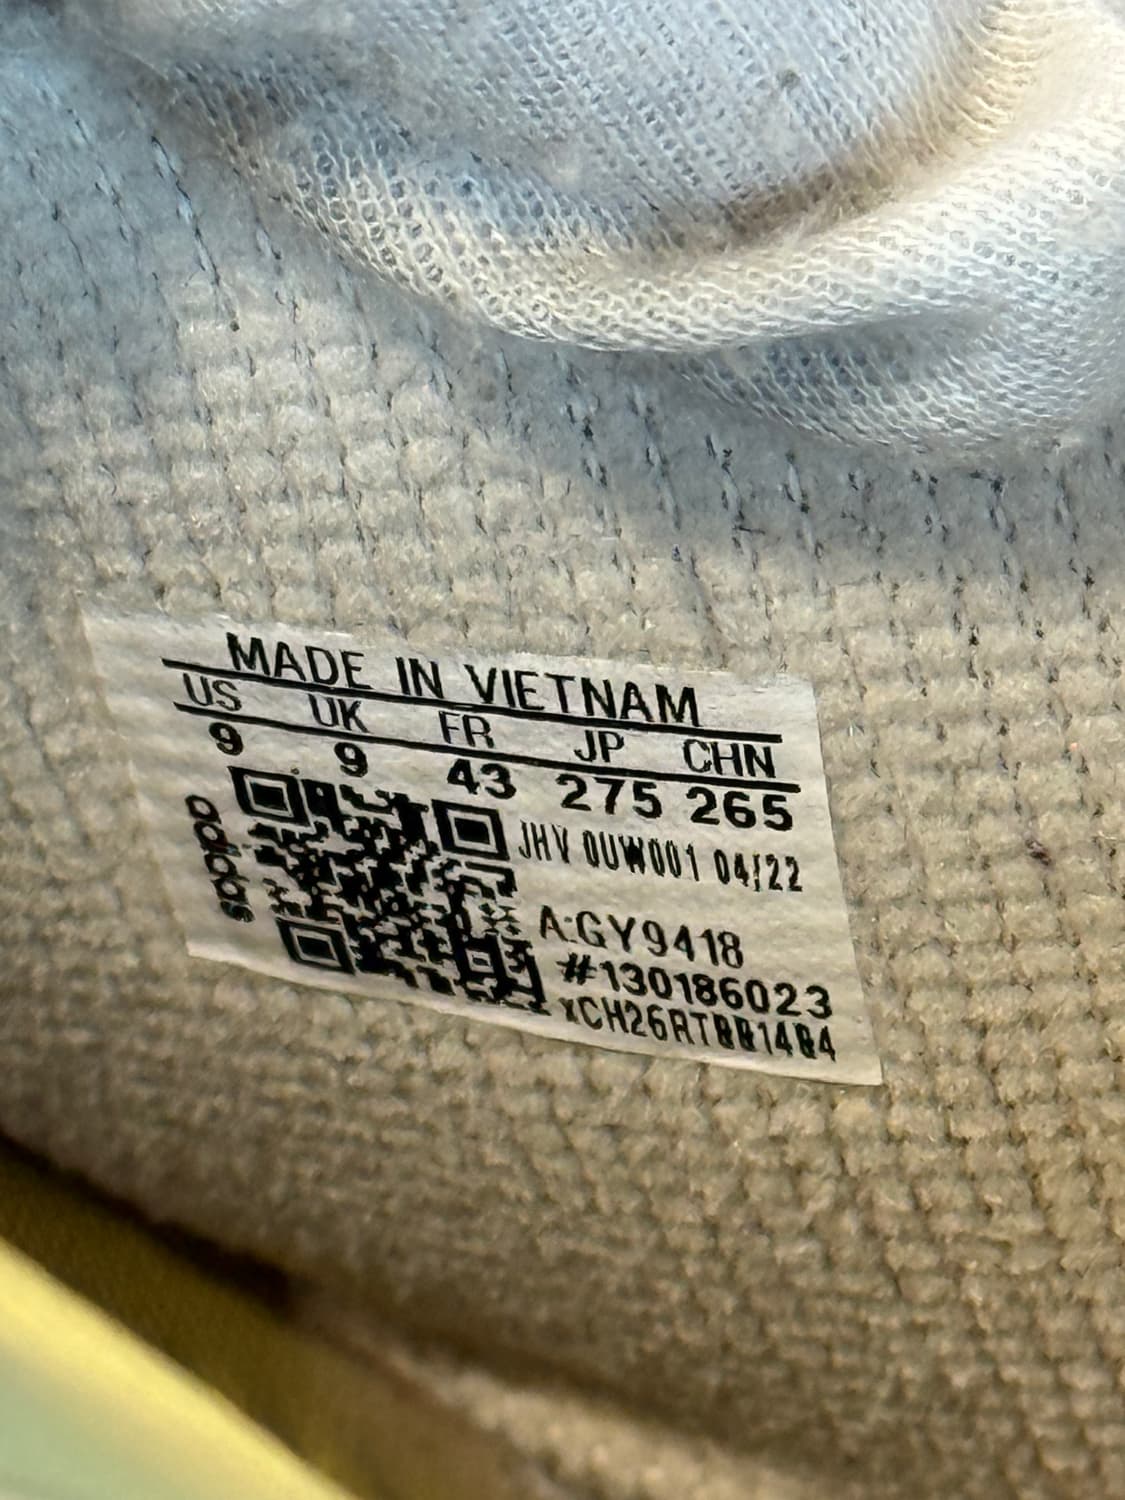 MADE IN VIETNAM
US UK FR JP CHN
9 9 43 275 265
adidas
JHV 0UW001 04/22
A:GY9418
#130186023